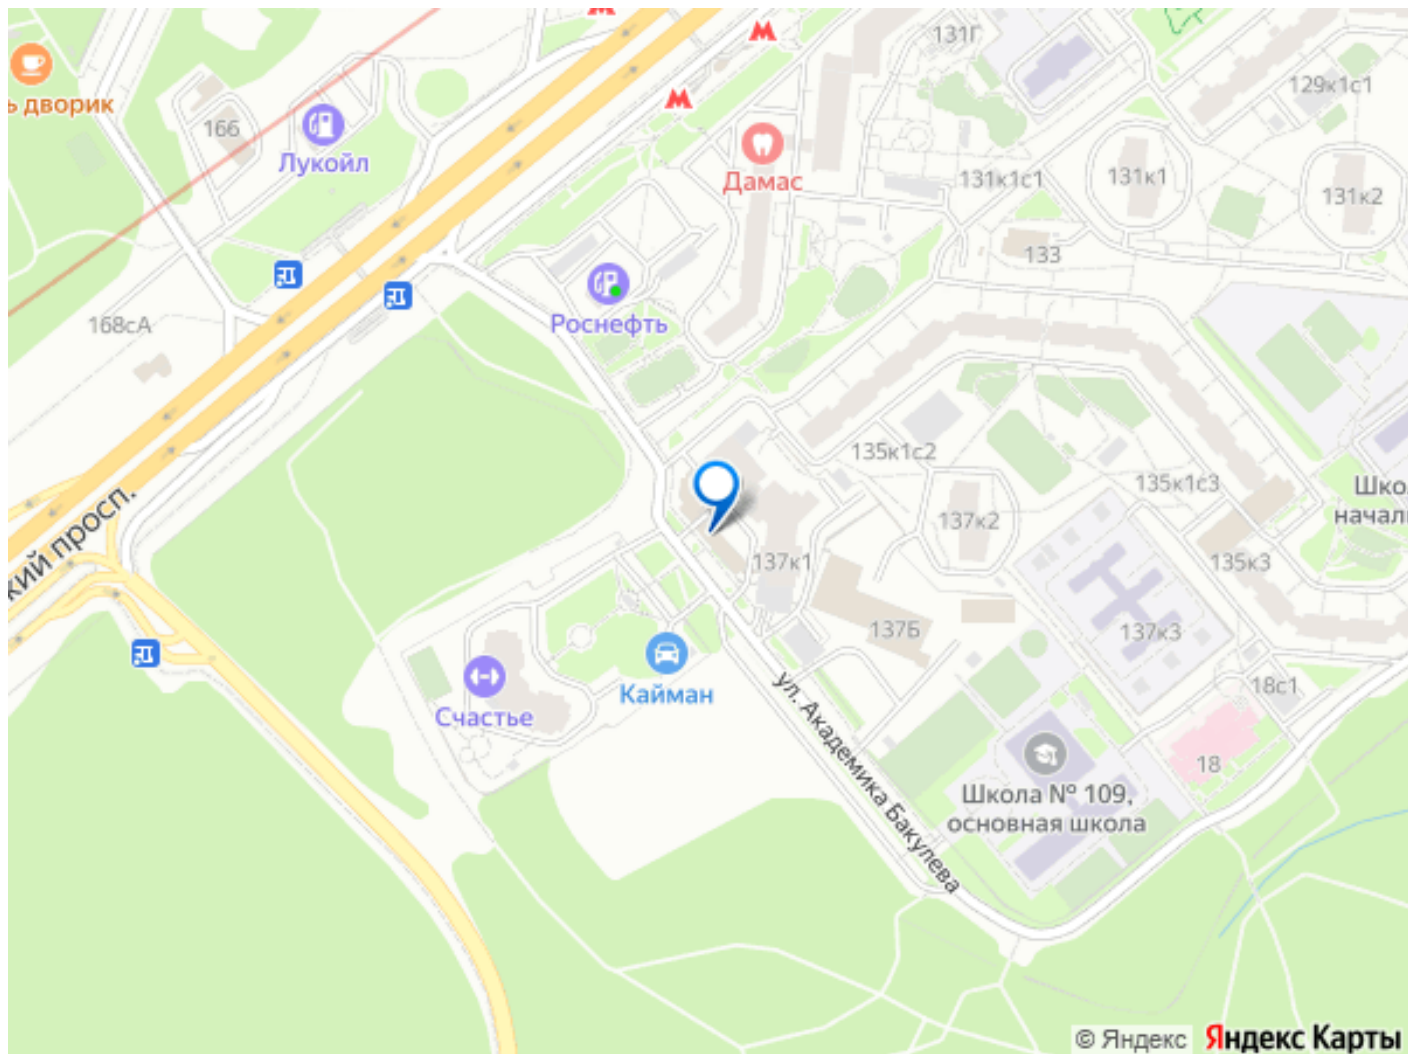 131Г
129к1с1
ь дворик
166
Лукойл
Дамас
131к1с1
131к1
131к2
133
168сА
Роснефть
135к1с2
135к1с3
Шко
начал
кий просп.
137к2
137к1
135к3
137Б
137к3
Счастье
Кайман
18с1
ул. Академика Бакулева
18
Школа № 109,
основная школа
© Яндекс
Яндекс Карты